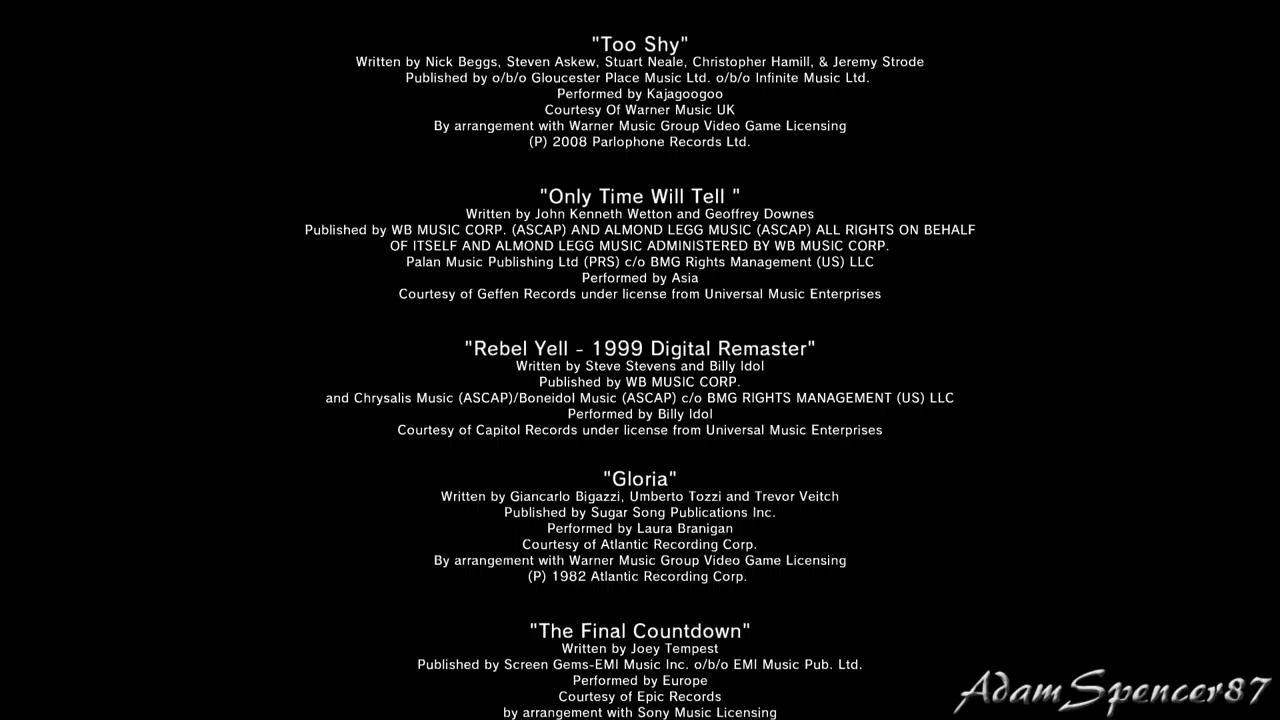 "Too Shy"
Written by Nick Beggs, Steven Askew, Stuart Neale, Christopher Hamill, & Jeremy Strode
Published by o/b/o Gloucester Place Music Ltd. o/b/o Infinite Music Ltd.
Performed by Kajagoogoo
Courtesy Of Warner Music UK
By arrangement with Warner Music Group Video Game Licensing
(P) 2008 Parlophone Records Ltd.
"Only Time Will Tell "
Written by John Kenneth Wetton and Geoffrey Downes
Published by WB MUSIC CORP. (ASCAP) AND ALMOND LEGG MUSIC (ASCAP) ALL RIGHTS ON BEHALF
OF ITSELF AND ALMOND LEGG MUSIC ADMINISTERED BY WB MUSIC CORP.
Palan Music Publishing Ltd (PRS) c/o BMG Rights Management (US) LLC
Performed by Asia
Courtesy of Geffen Records under license from Universal Music Enterprises
"Rebel Yell - 1999 Digital Remaster"
Written by Steve Stevens and Billy Idol
Published by WB MUSIC CORP.
and Chrysalis Music (ASCAP)/Boneidol Music (ASCAP) c/o BMG RIGHTS MANAGEMENT (US) LLC
Performed by Billy Idol
Courtesy of Capitol Records under license from Universal Music Enterprises
"Gloria"
Written by Giancarlo Bigazzi, Umberto Tozzi and Trevor Veitch
Published by Sugar Song Publications Inc.
Performed by Laura Branigan
Courtesy of Atlantic Recording Corp.
By arrangement with Warner Music Group Video Game Licensing
(P) 1982 Atlantic Recording Corp.
"The Final Countdown"
Written by Joey Tempest
Published by Screen Gems-EMI Music Inc. o/b/o EMI Music Pub. Ltd.
Performed by Europe
Courtesy of Epic Records
by arrangement with Sony Music Licensing
AdamSpencer87